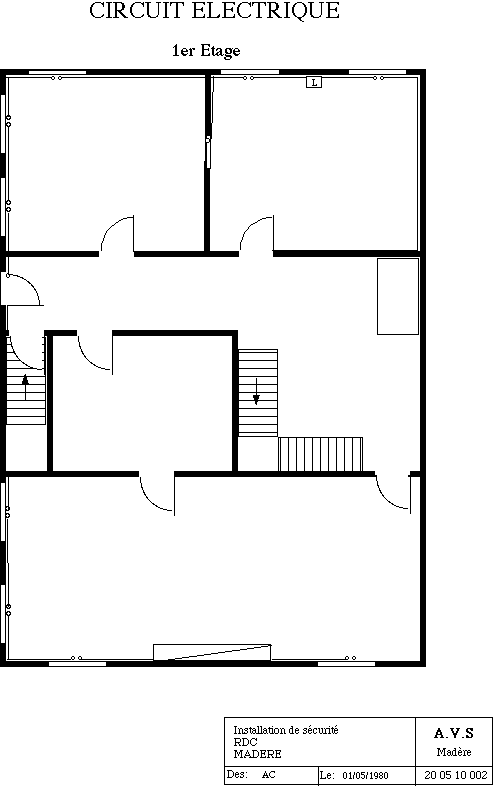 CIRCUIT ELECTRIQUE
1er Etage
L
Installation de sécurité
RDC
MADERE
A.V.S
Madère
Des: AC
Le: 01/05/1980
20 05 10 002